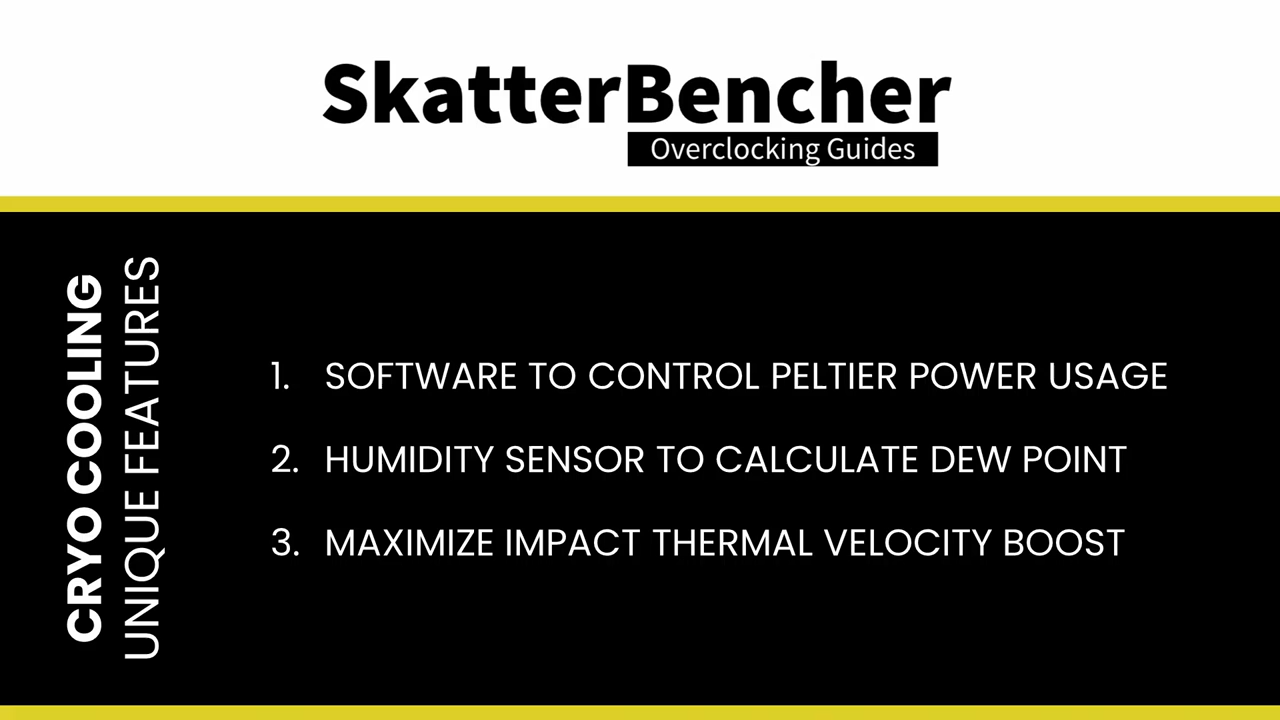 SkatterBencher
Overclocking Guides
CRYO COOLING
UNIQUE FEATURES
1. SOFTWARE TO CONTROL PELTIER POWER USAGE
2. HUMIDITY SENSOR TO CALCULATE DEW POINT
3. MAXIMIZE IMPACT THERMAL VELOCITY BOOST